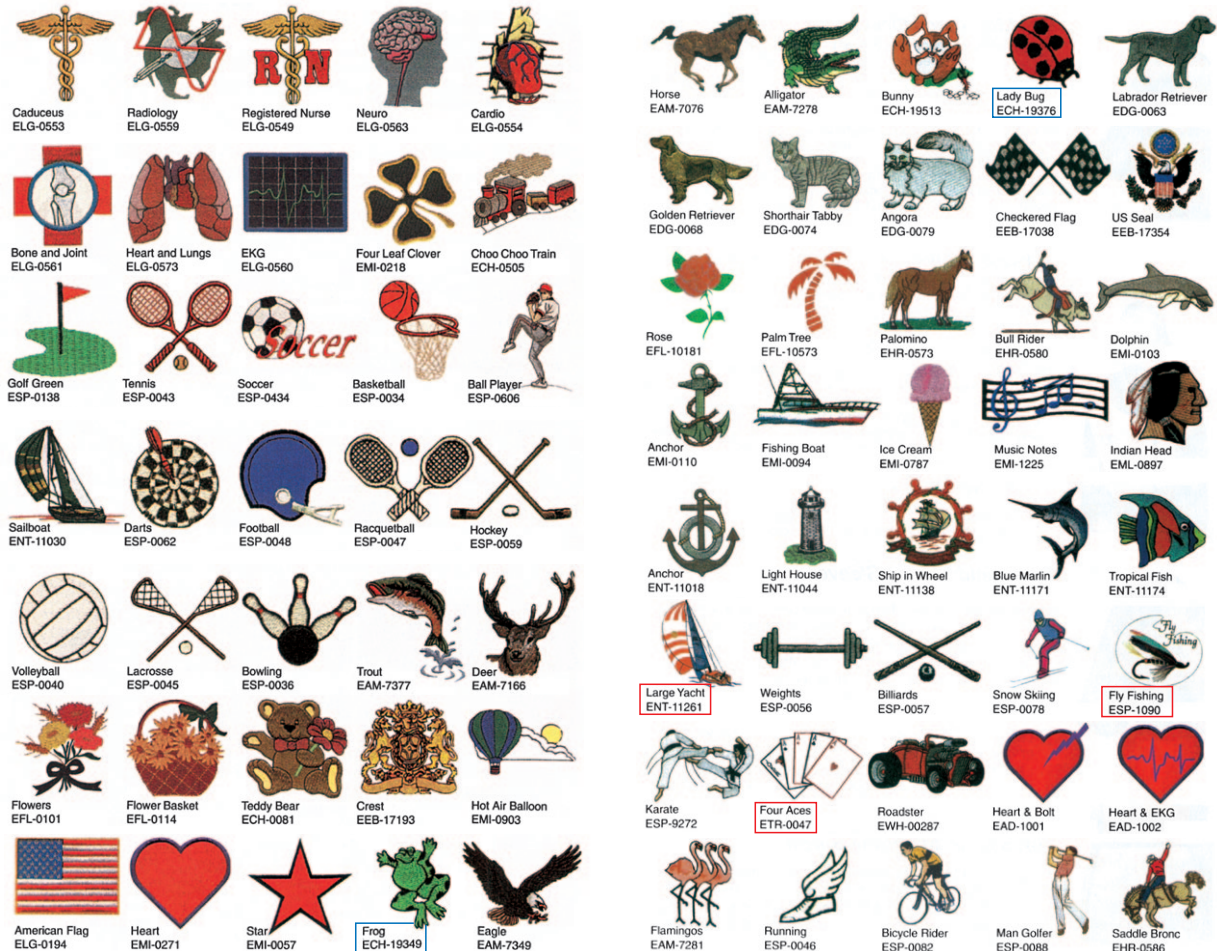 Caduceus
ELG-0553
Radiology
ELG-0559
R N
Registered Nurse
ELG-0549
Neuro
ELG-0563
Cardio
ELG-0554
Bone and Joint
ELG-0561
Heart and Lungs
ELG-0573
EKG
ELG-0560
Four Leaf Clover
EMI-0218
Choo Choo Train
ECH-0505
Golf Green
ESP-0138
Tennis
ESP-0043
Soccer
Soccer
ESP-0434
Basketball
ESP-0034
Ball Player
ESP-0606
Sailboat
ENT-11030
Darts
ESP-0062
Football
ESP-0048
Racquetball
ESP-0047
Hockey
ESP-0059
Volleyball
ESP-0040
Lacrosse
ESP-0045
Bowling
ESP-0036
Trout
EAM-7377
Deer
EAM-7166
Flowers
EFL-0101
Flower Basket
EFL-0114
Teddy Bear
ECH-0081
Crest
EEB-17193
Hot Air Balloon
EMI-0903
American Flag
ELG-0194
Heart
EMI-0271
Star
EMI-0057
Frog
ECH-19349
Eagle
EAM-7349
Horse
EAM-7076
Alligator
EAM-7278
Bunny
ECH-19513
Lady Bug
ECH-19376
Labrador Retriever
EDG-0063
Golden Retriever
EDG-0068
Shorthair Tabby
EDG-0074
Angora
EDG-0079
Checkered Flag
EEB-17038
US Seal
EEB-17354
Rose
EFL-10181
Palm Tree
EFL-10573
Palomino
EHR-0573
Bull Rider
EHR-0580
Dolphin
EMI-0103
Anchor
EMI-0110
Fishing Boat
EMI-0094
Ice Cream
EMI-0787
Music Notes
EMI-1225
Indian Head
EML-0897
Anchor
ENT-11018
Light House
ENT-11044
Ship in Wheel
ENT-11138
Blue Marlin
ENT-11171
Tropical Fish
ENT-11174
Large Yacht
ENT-11261
Weights
ESP-0056
Billiards
ESP-0057
Snow Skiing
ESP-0078
Fly
Fishing
Fly Fishing
ESP-1090
Karate
ESP-9272
Four Aces
ETR-0047
Roadster
EWH-00287
Heart & Bolt
EAD-1001
Heart & EKG
EAD-1002
Flamingos
EAM-7281
Running
ESP-0046
Bicycle Rider
ESP-0082
Man Golfer
ESP-0088
Saddle Bronc
EHR-0586